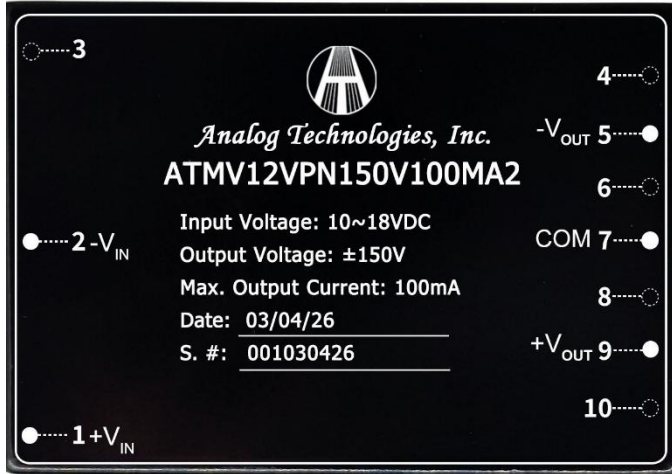 3
4
Analog Technologies, Inc.
-VOUT 5
ATMV12VPN150V100MA2
6
Input Voltage: 10~18VDC
2 -VIN
COM 7
Output Voltage: ±150V
Max. Output Current: 100mA
8
Date: 03/04/26
S. #: 001030426
+VOUT 9
10
1 +VIN